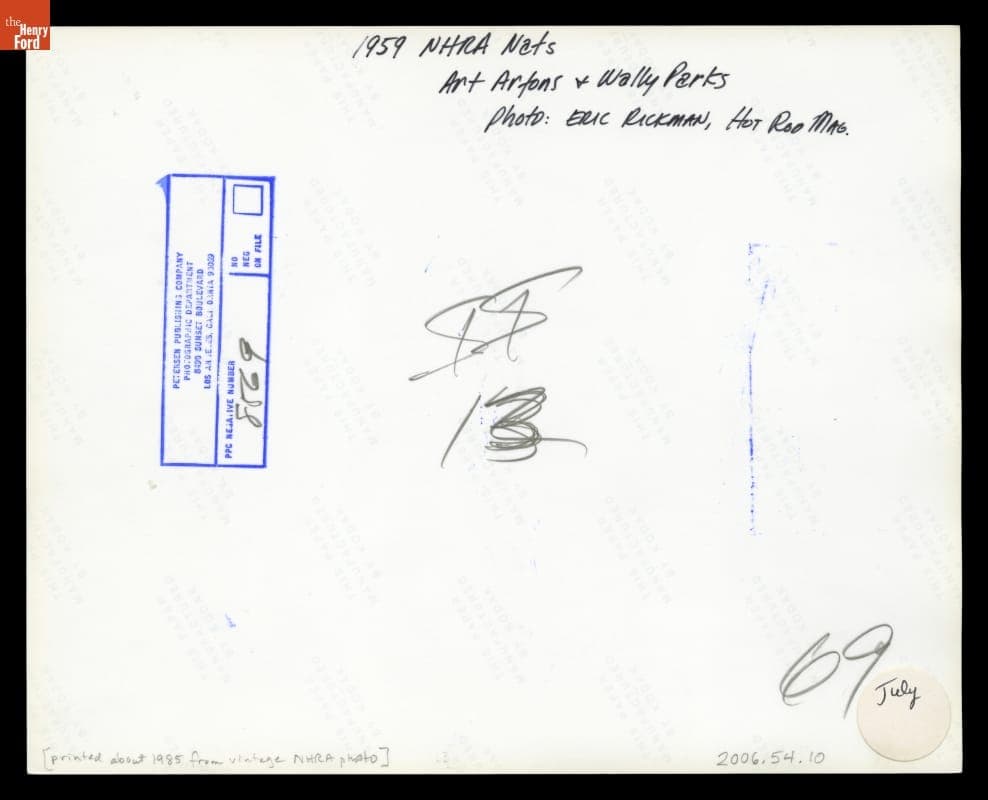 the
Henry
Ford
1959 NHRA Nats
Art Arfons & Wally Parks
Photo: ERIC RICKMAN, HOT ROD MAG.
PETERSEN PUBLISHING COMPANY
PHOTOGRAPHIC DEPARTMENT
8490 SUNSET BOULEVARD
LOS ANGELES, CALIFORNIA 90069
PPC NEGATIVE NUMBER
NO
NEG
ON FILE
69
July
[printed about 1985 from vintage NHRA photo]
2006.54.10